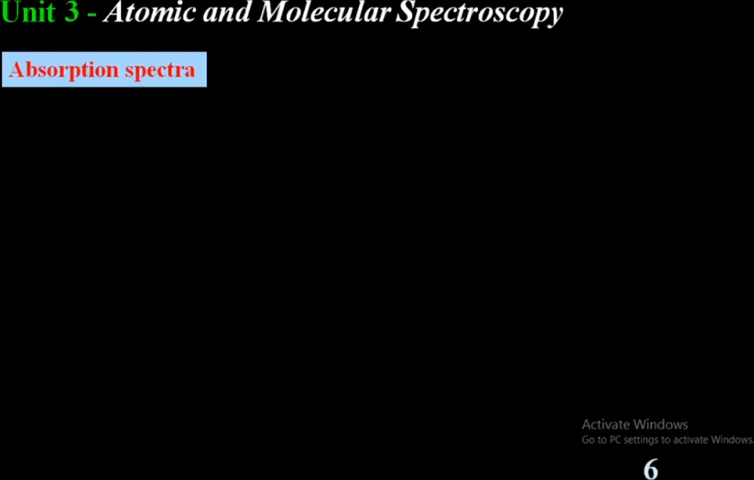 Unit 3 - Atomic and Molecular Spectroscopy
Absorption spectra
Activate Windows
Go to PC settings to activate Windows.
6